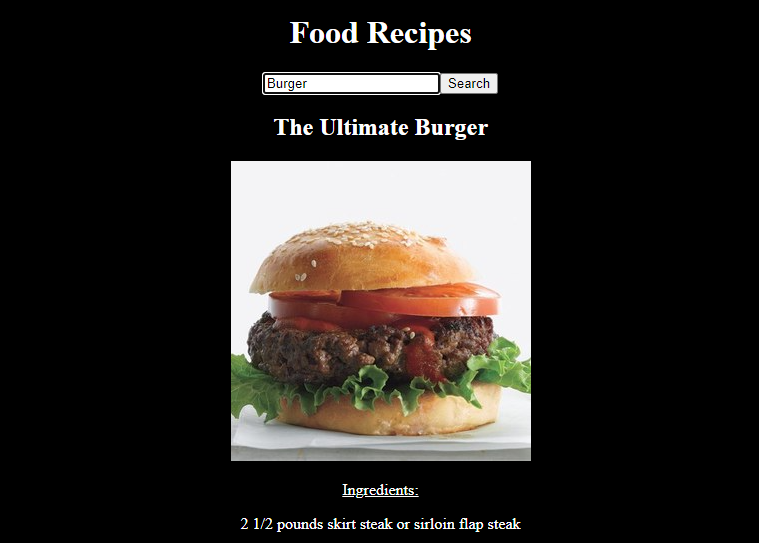 Food Recipes
Burger Search
The Ultimate Burger
Ingredients:
2 1/2 pounds skirt steak or sirloin flap steak